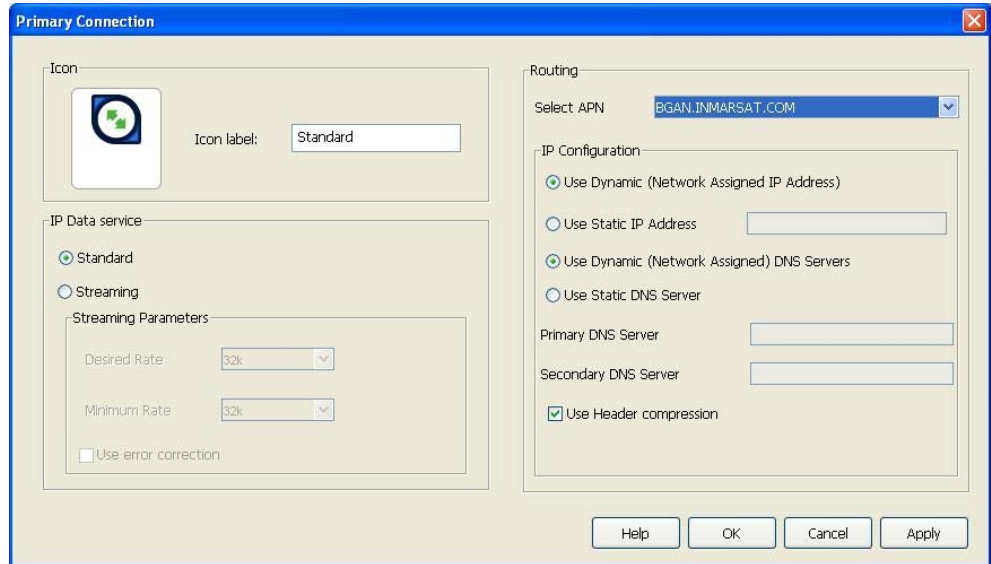 Primary Connection
Icon
Icon label:
Standard
IP Data service
Standard
Streaming
Streaming Parameters
Desired Rate
32k
Minimum Rate
32k
Use error correction
Routing
Select APN
BGAN.INMARSAT.COM
IP Configuration
Use Dynamic (Network Assigned IP Address)
Use Static IP Address
Use Dynamic (Network Assigned) DNS Servers
Use Static DNS Server
Primary DNS Server
Secondary DNS Server
Use Header compression
Help
OK
Cancel
Apply